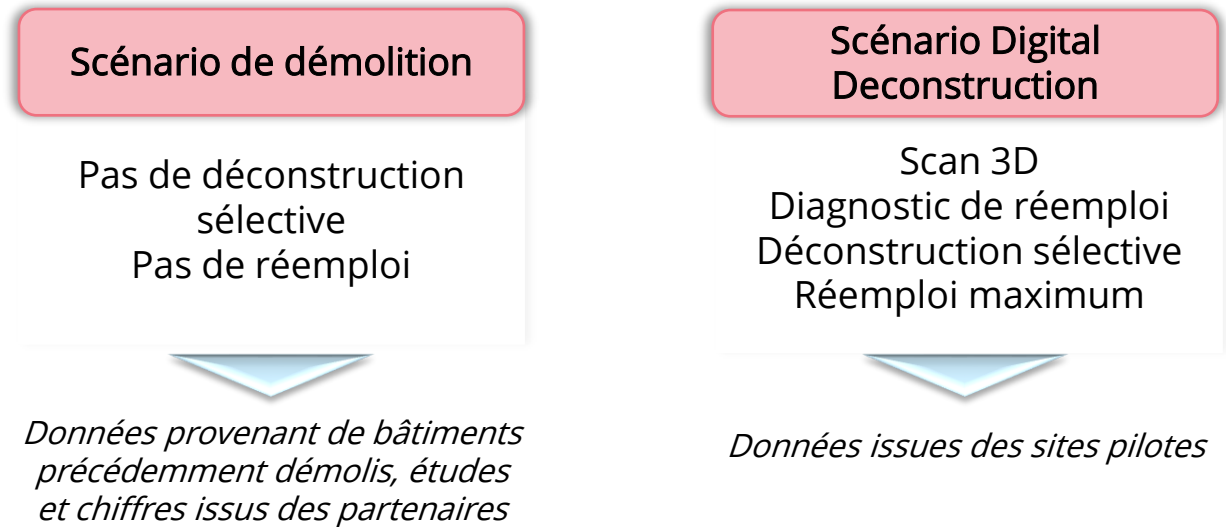 Scénario de démolition
Pas de déconstruction
sélective
Pas de réemploi
Données provenant de bâtiments
précédemment démolis, études
et chiffres issus des partenaires
Scénario Digital
Deconstruction
Scan 3D
Diagnostic de réemploi
Déconstruction sélective
Réemploi maximum
Données issues des sites pilotes